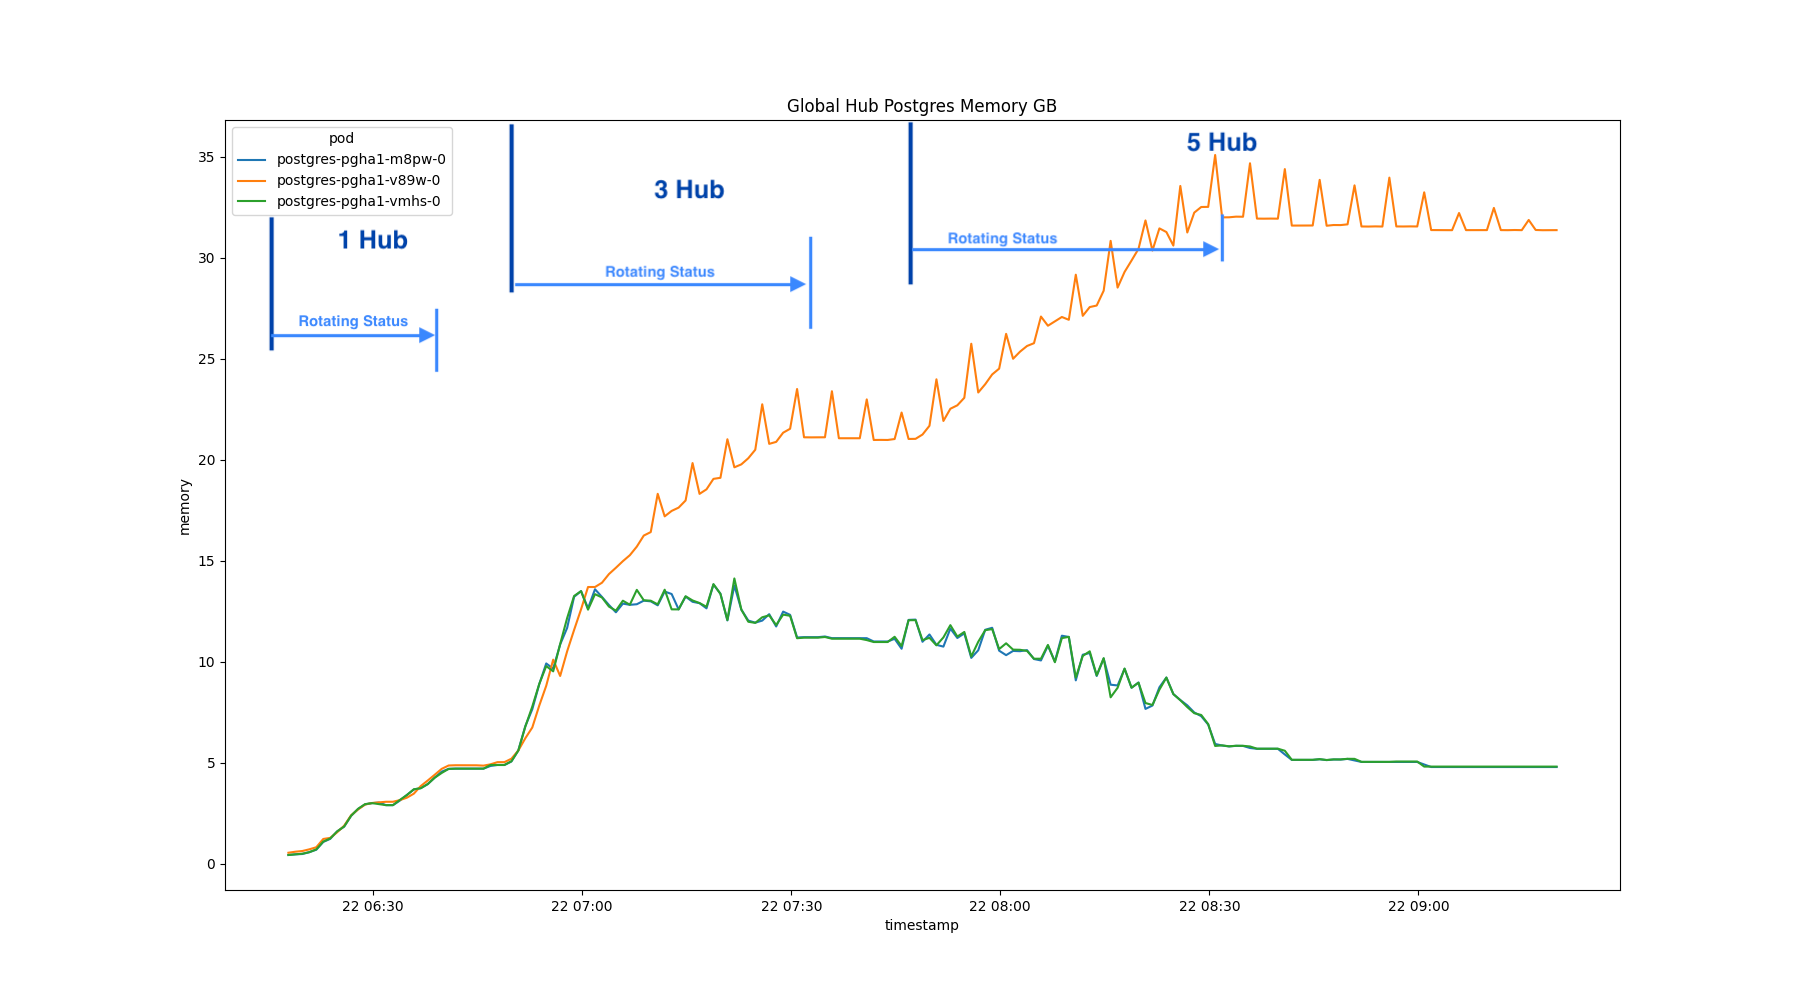 Global Hub Postgres Memory GB
pod
postgres-pgha1-m8pw-0
postgres-pgha1-v89w-0
postgres-pgha1-vmhs-0
1 Hub
Rotating Status
3 Hub
Rotating Status
5 Hub
Rotating Status
memory
35
30
25
20
15
10
5
0
22 06:30
22 07:00
22 07:30
22 08:00
22 08:30
22 09:00
timestamp